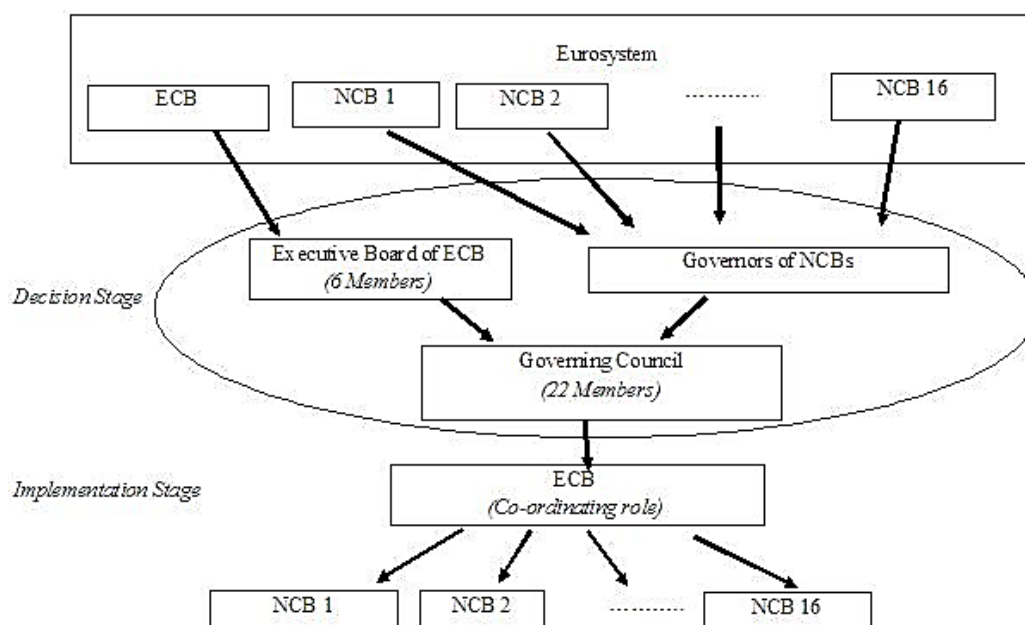 Eurosystem
ECB
NCB 1
NCB 2
NCB 16
Executive Board of ECB
(6 Members)
Governors of NCBs
Decision Stage
Governing Council
(22 Members)
Implementation Stage
ECB
(Co-ordinating role)
NCB 1
NCB 2
NCB 16